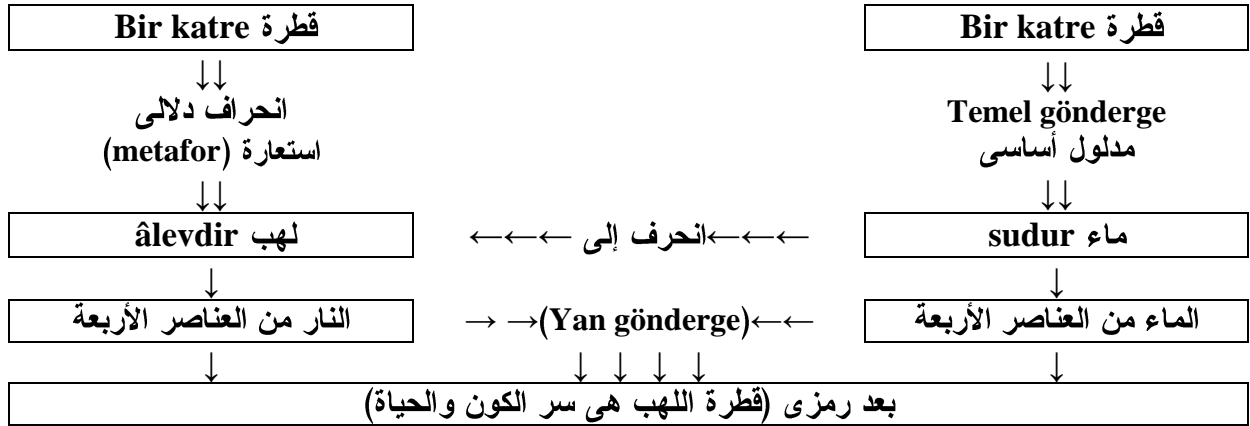 قطرة Bir katre
قطرة Bir katre
↓↓
↓↓
Temel gönderge
مدلول أساسى
انحراف دلالى
استعارة (metafor)
↓↓
↓↓
ماء sudur
←←←انحرف إلى ←←←
لهب âlevdir
↓
↓
الماء من العناصر الأربعة
←←(Yan gönderge)→ →
النار من العناصر الأربعة
↓
↓ ↓ ↓ ↓
↓
بعد رمزى (قطرة اللهب هى سر الكون والحياة)